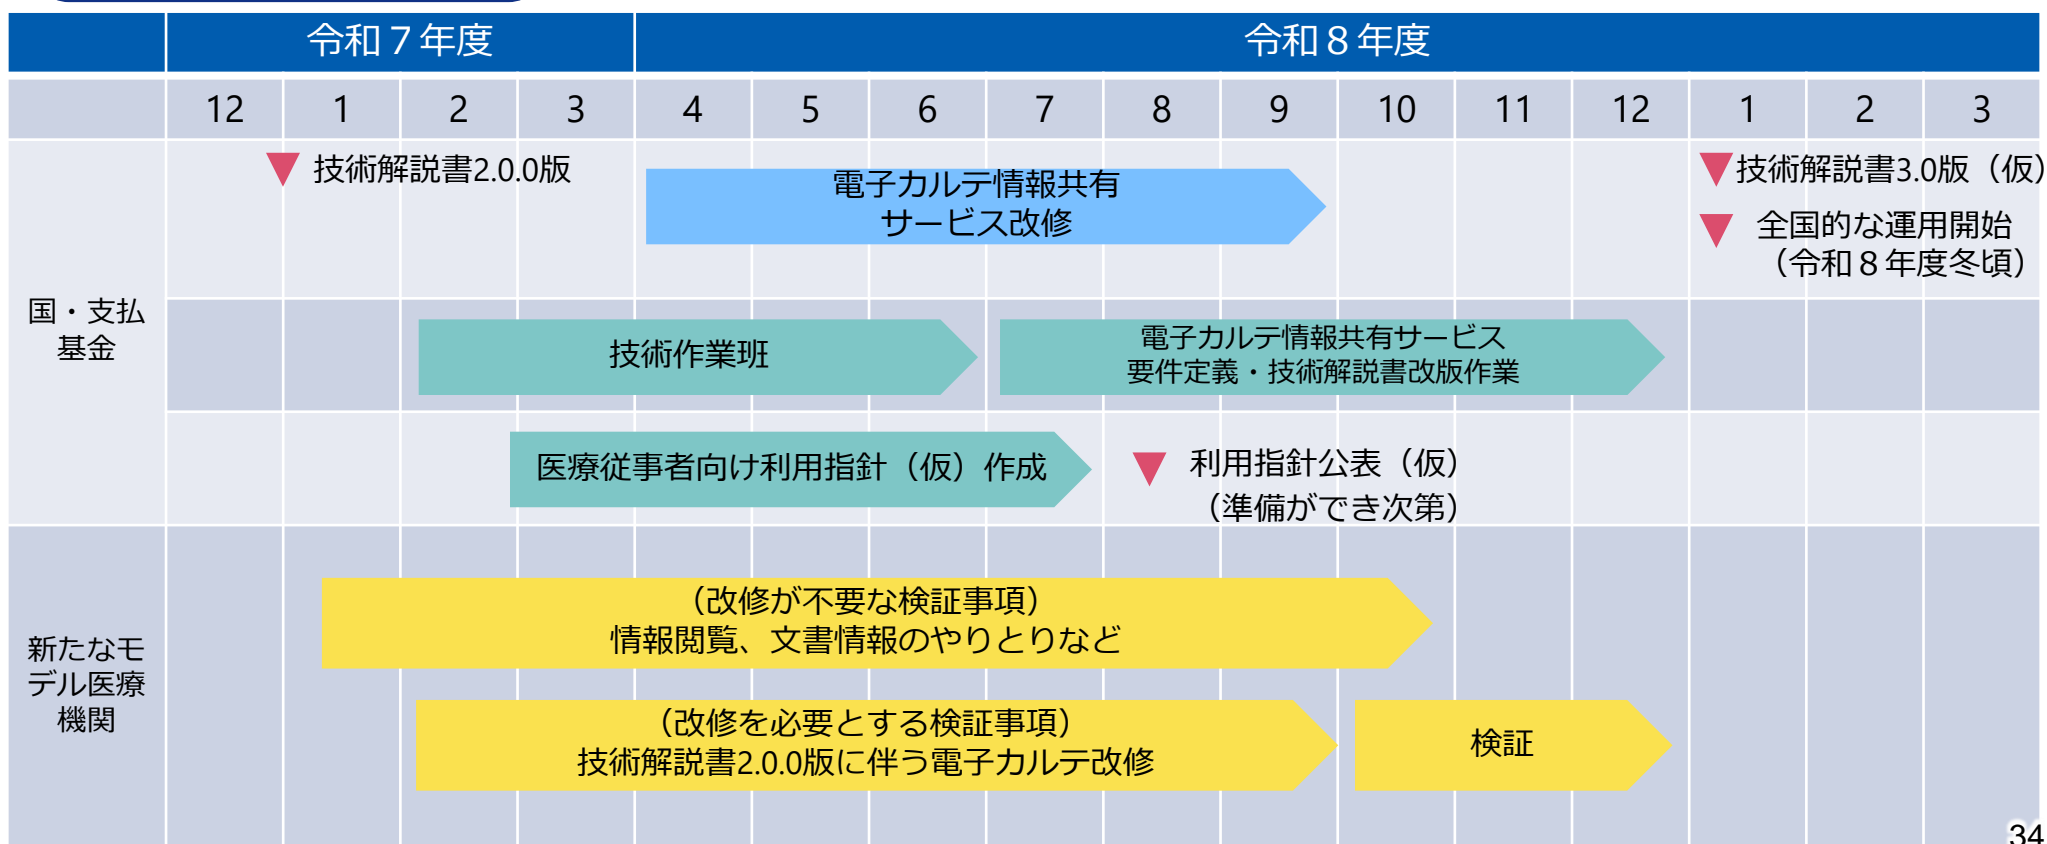 令和７年度
令和８年度
12
1
2
3
4
5
6
7
8
9
10
11
12
1
2
3
国・支払
基金
技術解説書2.0.0版
電子カルテ情報共有
サービス改修
技術解説書3.0版（仮）
全国的な運用開始
（令和８年度冬頃）
技術作業班
電子カルテ情報共有サービス
要件定義・技術解説書改版作業
医療従事者向け利用指針（仮）作成
利用指針公表（仮）
（準備ができ次第）
新たなモ
デル医療
機関
（改修が不要な検証事項）
情報閲覧、文書情報のやりとりなど
（改修を必要とする検証事項）
技術解説書2.0.0版に伴う電子カルテ改修
検証
34